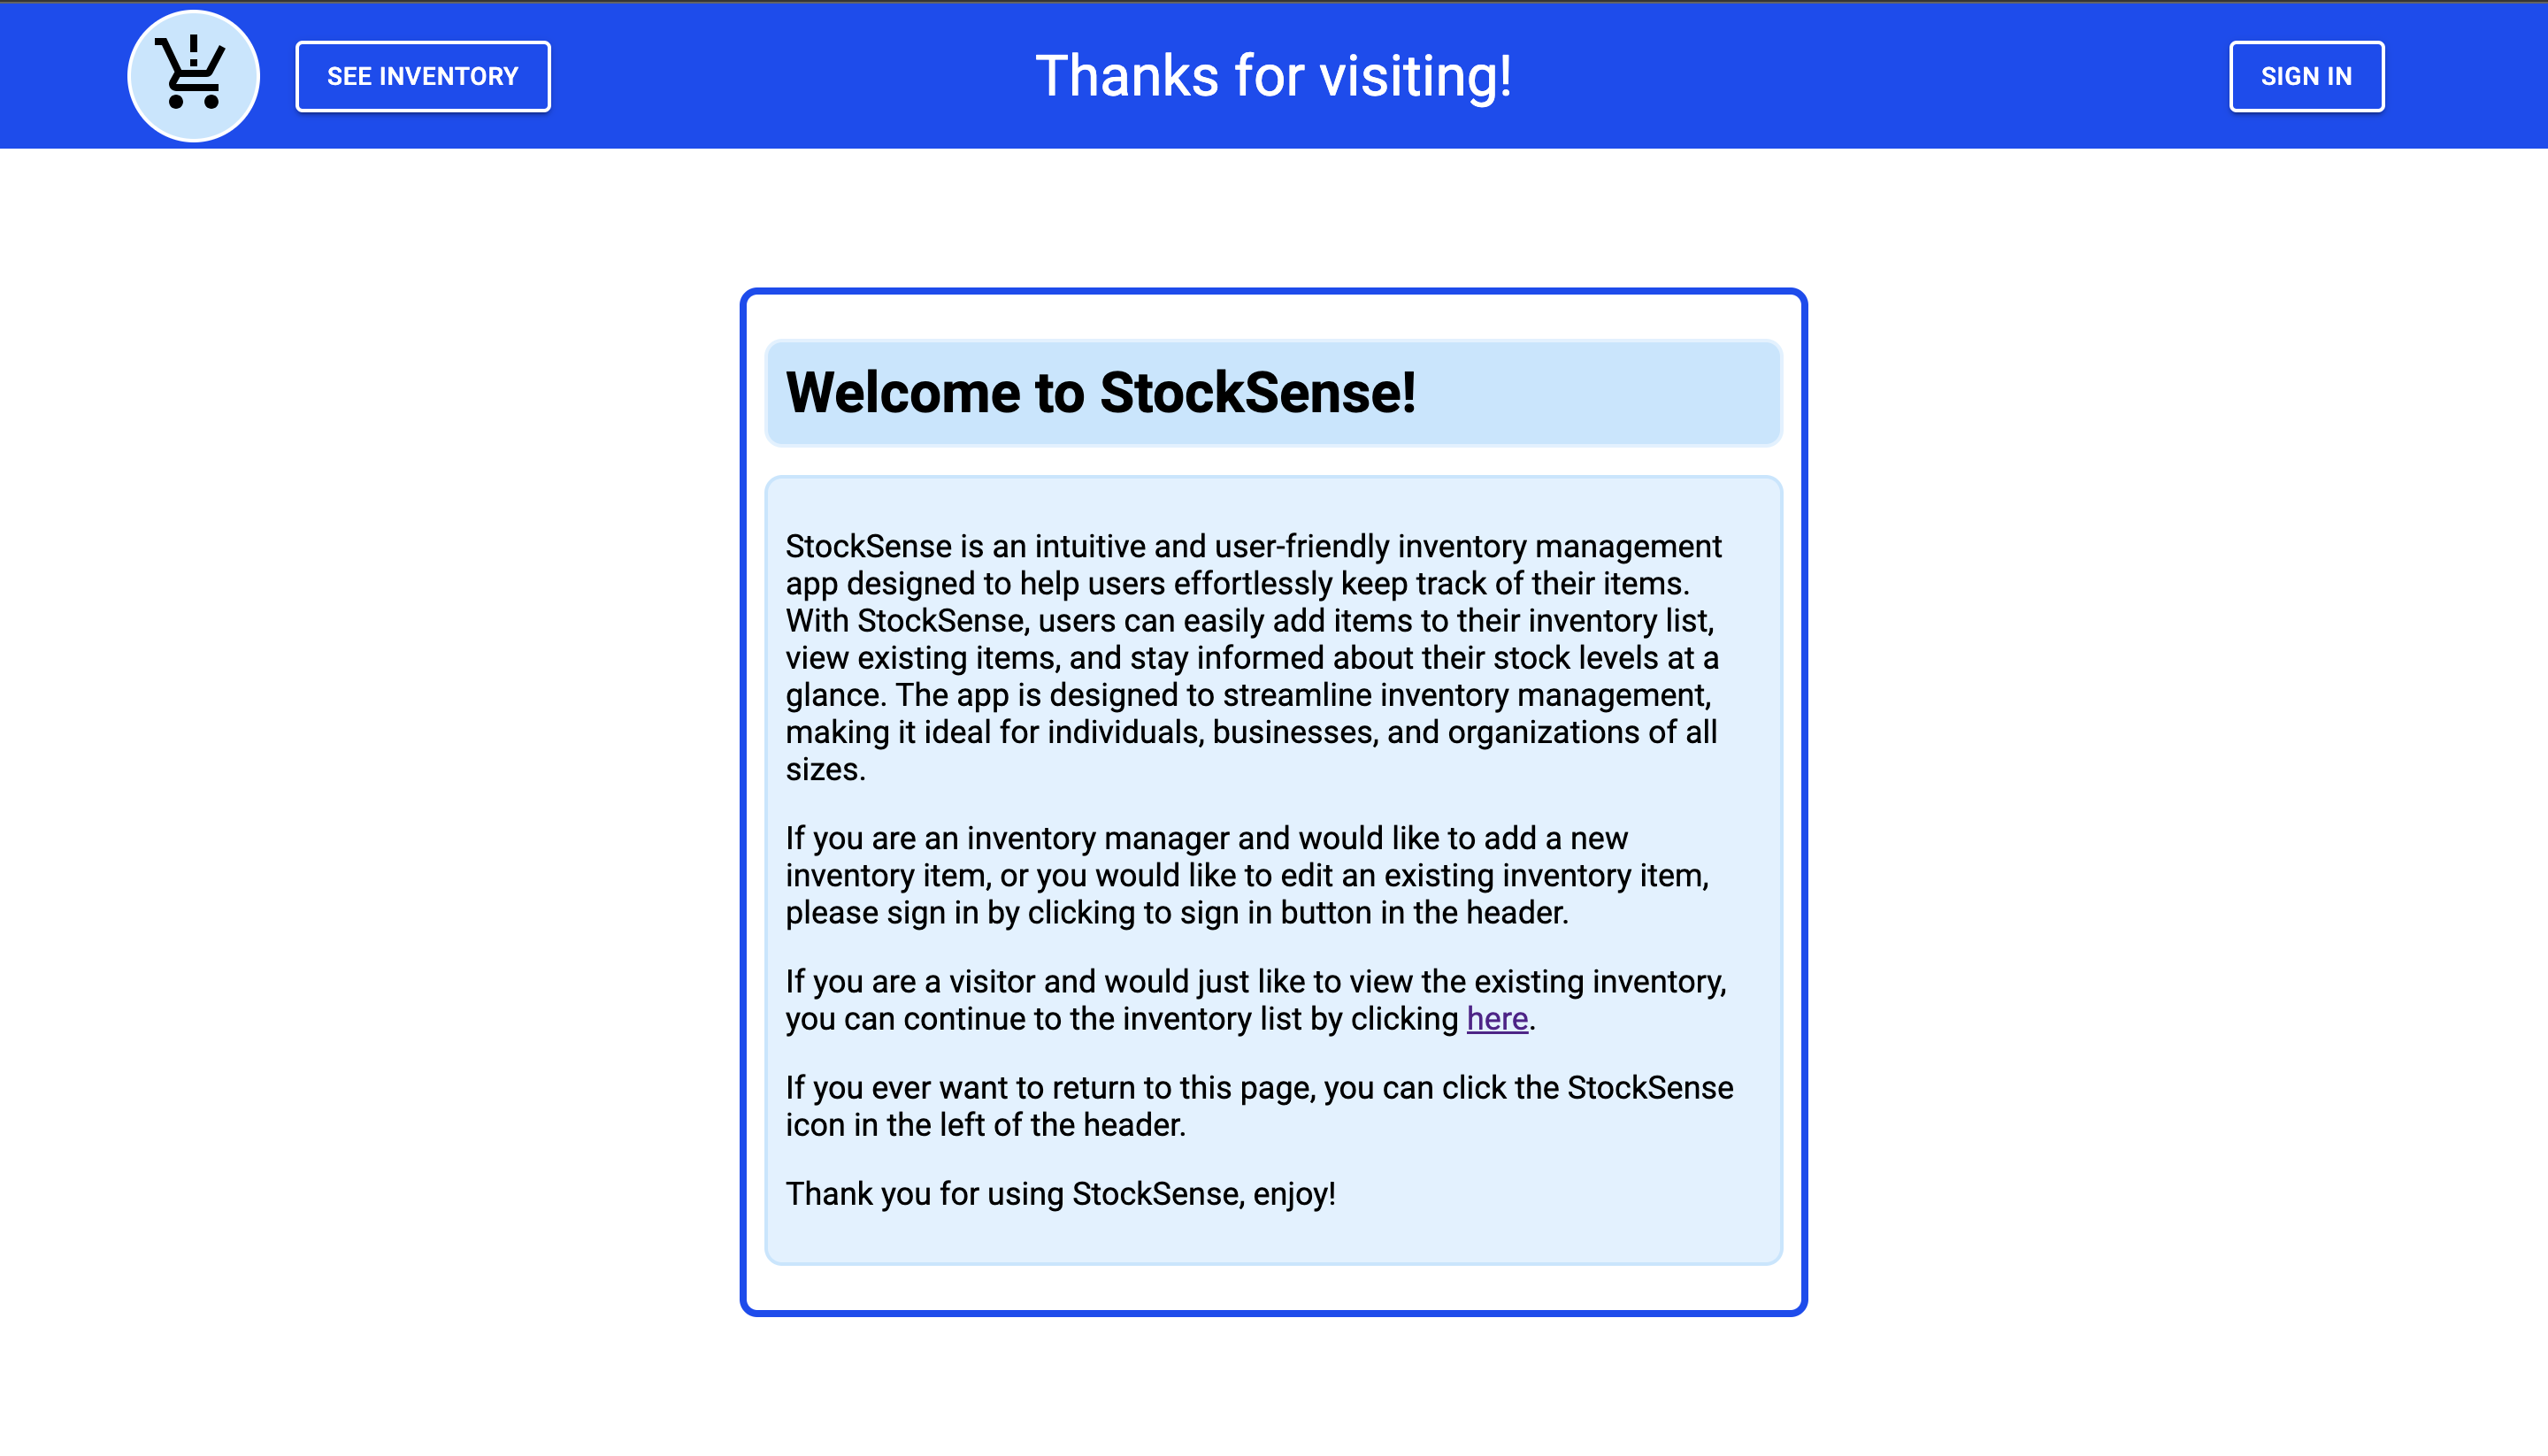 SEE INVENTORY
Thanks for visiting!
SIGN IN
Welcome to StockSense!
StockSense is an intuitive and user-friendly inventory management
app designed to help users effortlessly keep track of their items.
With StockSense, users can easily add items to their inventory list,
view existing items, and stay informed about their stock levels at a
glance. The app is designed to streamline inventory management,
making it ideal for individuals, businesses, and organizations of all
sizes.
If you are an inventory manager and would like to add a new
inventory item, or you would like to edit an existing inventory item,
please sign in by clicking to sign in button in the header.
If you are a visitor and would just like to view the existing inventory,
you can continue to the inventory list by clicking here.
If you ever want to return to this page, you can click the StockSense
icon in the left of the header.
Thank you for using StockSense, enjoy!